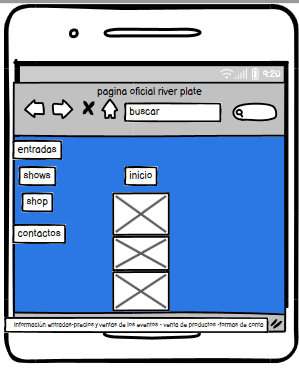 9:20
pagina oficial river plate
buscar
entradas
shows
inicio
shop
contactos
información entradas-precios y ventas de los eventos - venta de productos -formas de conta